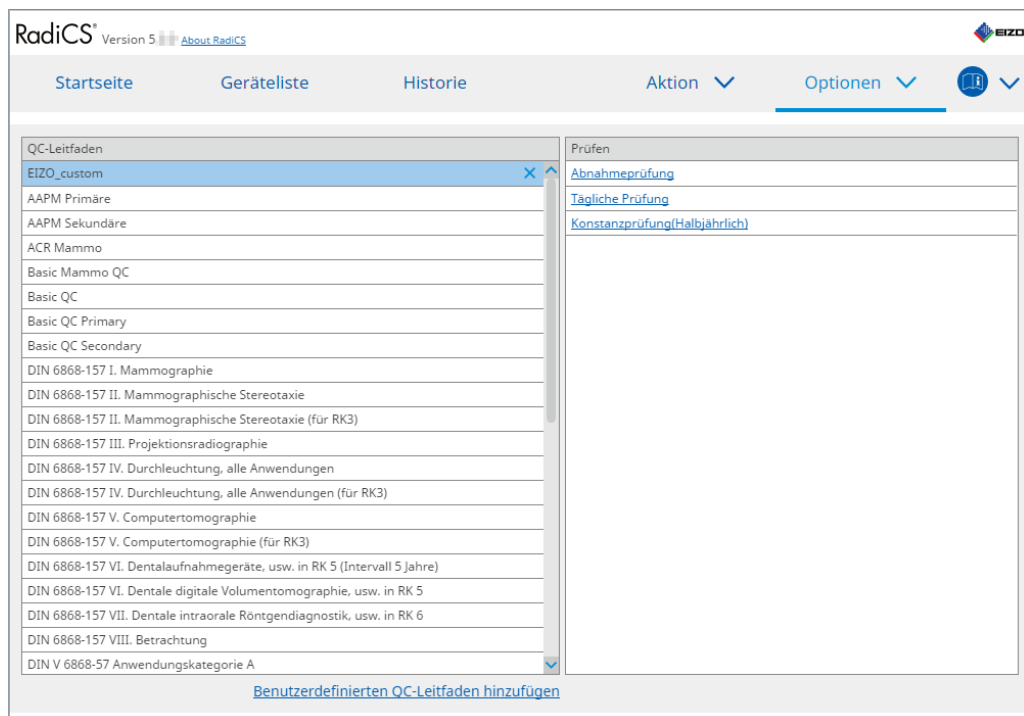 RadiCS® Version 5. About RadiCS
EIZO
Startseite Geräteliste Historie Aktion Optionen
QC-Leitfaden
EIZO_custom
AAPM Primäre
AAPM Sekundäre
ACR Mammo
Basic Mammo QC
Basic QC
Basic QC Primary
Basic QC Secondary
DIN 6868-157 I. Mammographie
DIN 6868-157 II. Mammographische Stereotaxie
DIN 6868-157 II. Mammographische Stereotaxie (für RK3)
DIN 6868-157 III. Projektionsradiographie
DIN 6868-157 IV. Durchleuchtung, alle Anwendungen
DIN 6868-157 IV. Durchleuchtung, alle Anwendungen (für RK3)
DIN 6868-157 V. Computertomographie
DIN 6868-157 V. Computertomographie (für RK3)
DIN 6868-157 VI. Dentalaufnahmegeräte, usw. in RK 5 (Intervall 5 Jahre)
DIN 6868-157 VI. Dentale digitale Volumentomographie, usw. in RK 5
DIN 6868-157 VII. Dentale intraorale Röntgendiagnostik, usw. in RK 6
DIN 6868-157 VIII. Betrachtung
DIN V 6868-57 Anwendungskategorie A
Benutzerdefinierten QC-Leitfaden hinzufügen
Prüfen
Abnahmeprüfung
Tägliche Prüfung
Konstanzprüfung(Halbjährlich)